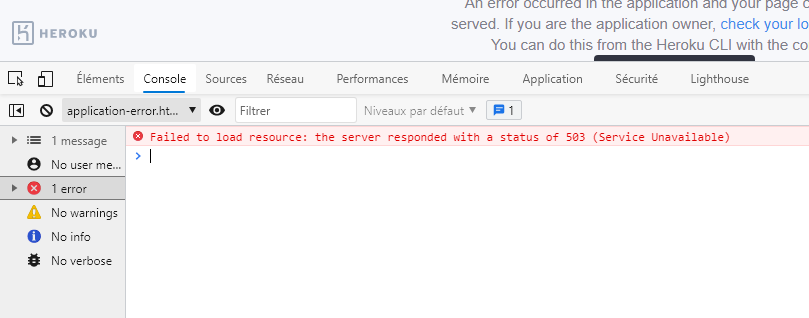 An error occurred in the application and your page c
served. If you are the application owner, check your lo
You can do this from the Heroku CLI with the co
HEROKU
Éléments Console Sources Réseau Performances Mémoire Application Sécurité Lighthouse
application-error.ht... Filtrer Niveaux par défaut 1
1 message
No user me...
1 error
No warnings
No info
No verbose
Failed to load resource: the server responded with a status of 503 (Service Unavailable)